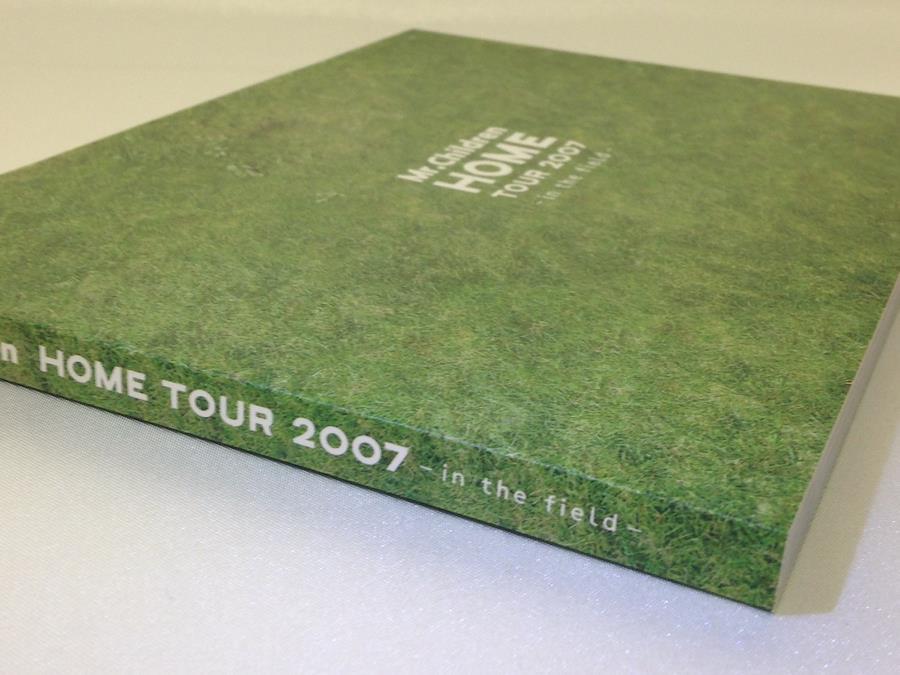 Mr.Children
HOME
TOUR 2007
-in the field-
n HOME TOUR 2007 -in the field-